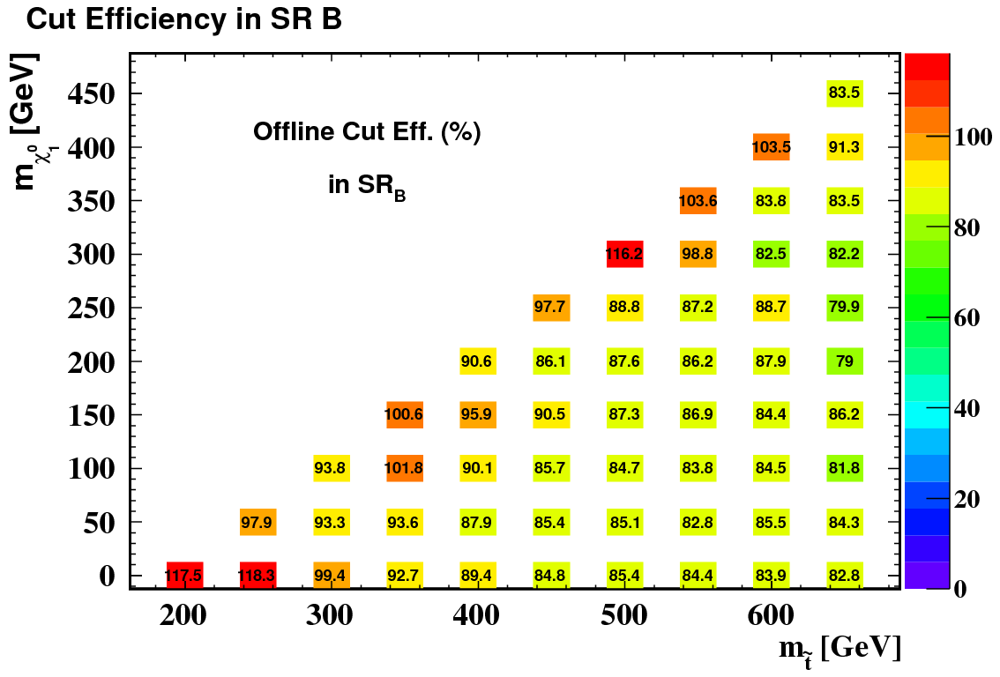 Cut Efficiency in SR B
m_χ̃⁰₁ [GeV]
Offline Cut Eff. (%)
in SR_B
450 83.5
400 103.5 91.3 100
350 103.6 83.8 83.5
80
300 116.2 98.8 82.5 82.2
250 97.7 88.8 87.2 88.7 79.9
60
200 90.6 86.1 87.6 86.2 87.9 79
150 100.6 95.9 90.5 87.3 86.9 84.4 86.2
40
100 93.8 101.8 90.1 85.7 84.7 83.8 84.5 81.8
20
50 97.9 93.3 93.6 87.9 85.4 85.1 82.8 85.5 84.3
0 117.5 118.3 99.4 92.7 89.4 84.8 85.4 84.4 83.9 82.8
0
200 300 400 500 600
m_t̃ [GeV]